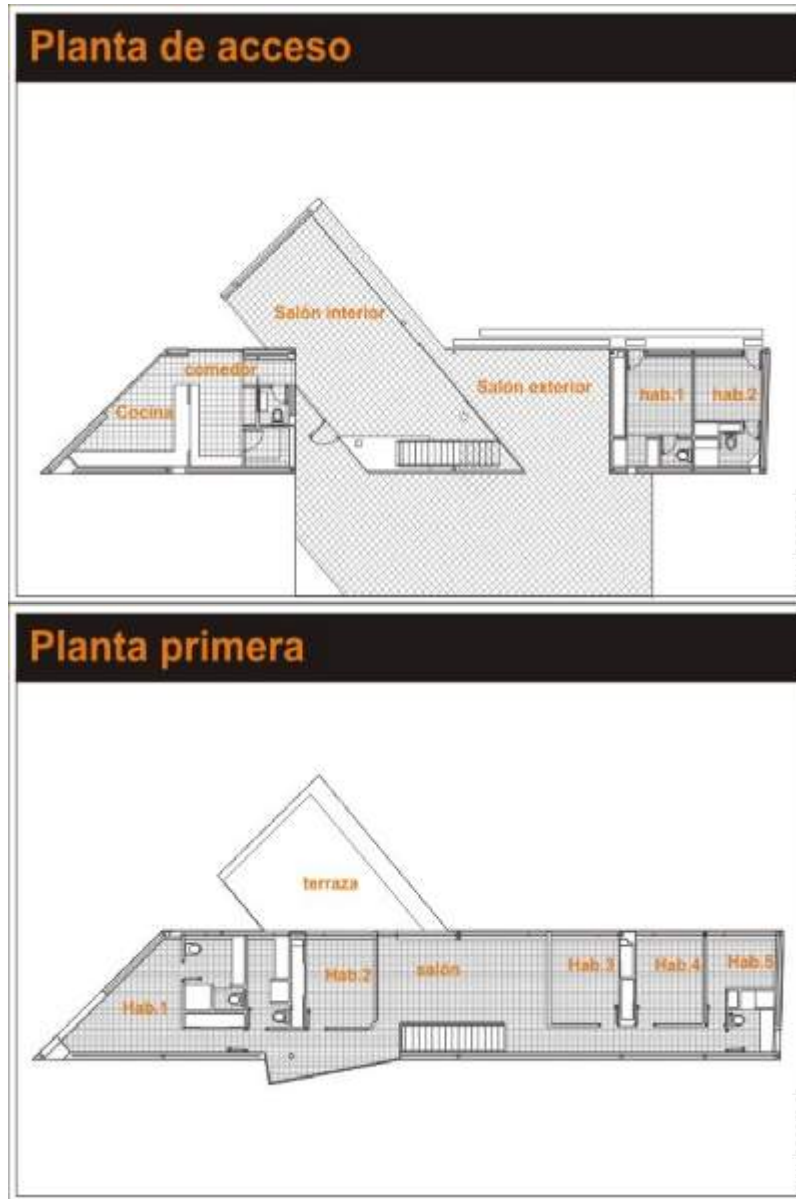 Planta de acceso
Salón interior
comedor
Salón exterior
Cocina
hab.1
hab.2
Planta primera
terraza
Hab.1
Hab.2
salón
Hab.3
Hab.4
Hab.5